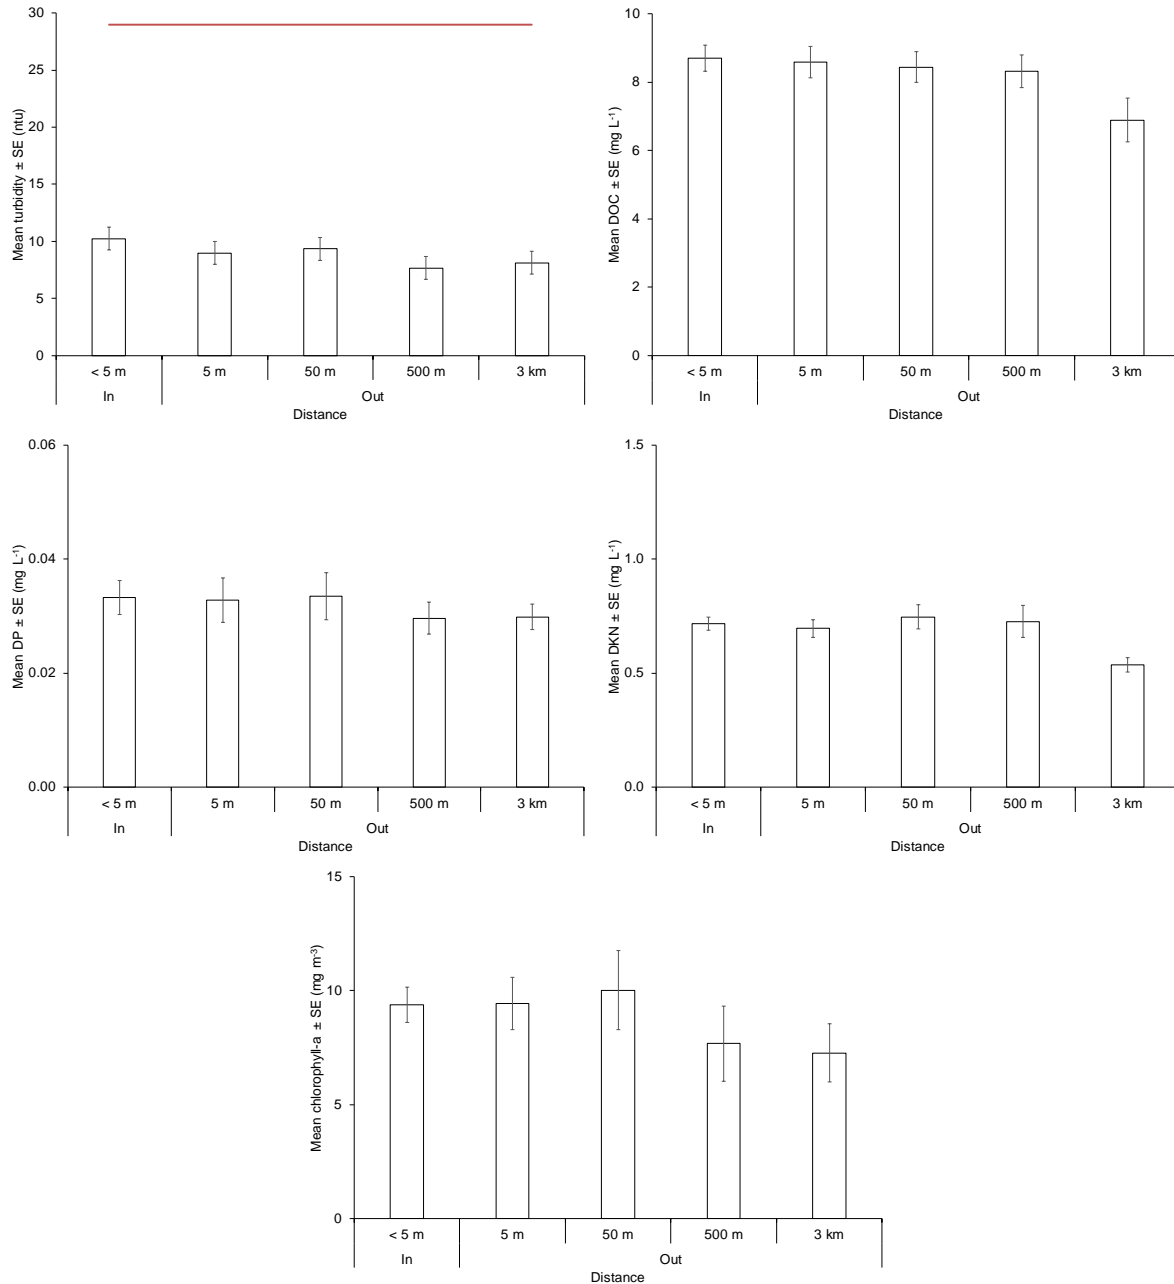 Mean turbidity ± SE (ntu)
30
25
20
15
10
5
0
< 5 m 5 m 50 m 500 m 3 km
In Out
Distance
Mean DOC ± SE (mg L-1)
10
8
6
4
2
0
< 5 m 5 m 50 m 500 m 3 km
In Out
Distance
Mean DP ± SE (mg L-1)
0.06
0.04
0.02
0.00
< 5 m 5 m 50 m 500 m 3 km
In Out
Distance
Mean DKN ± SE (mg L-1)
1.5
1.0
0.5
0.0
< 5 m 5 m 50 m 500 m 3 km
In Out
Distance
Mean chlorophyll-a ± SE (mg m-3)
15
10
5
0
< 5 m 5 m 50 m 500 m 3 km
In Out
Distance